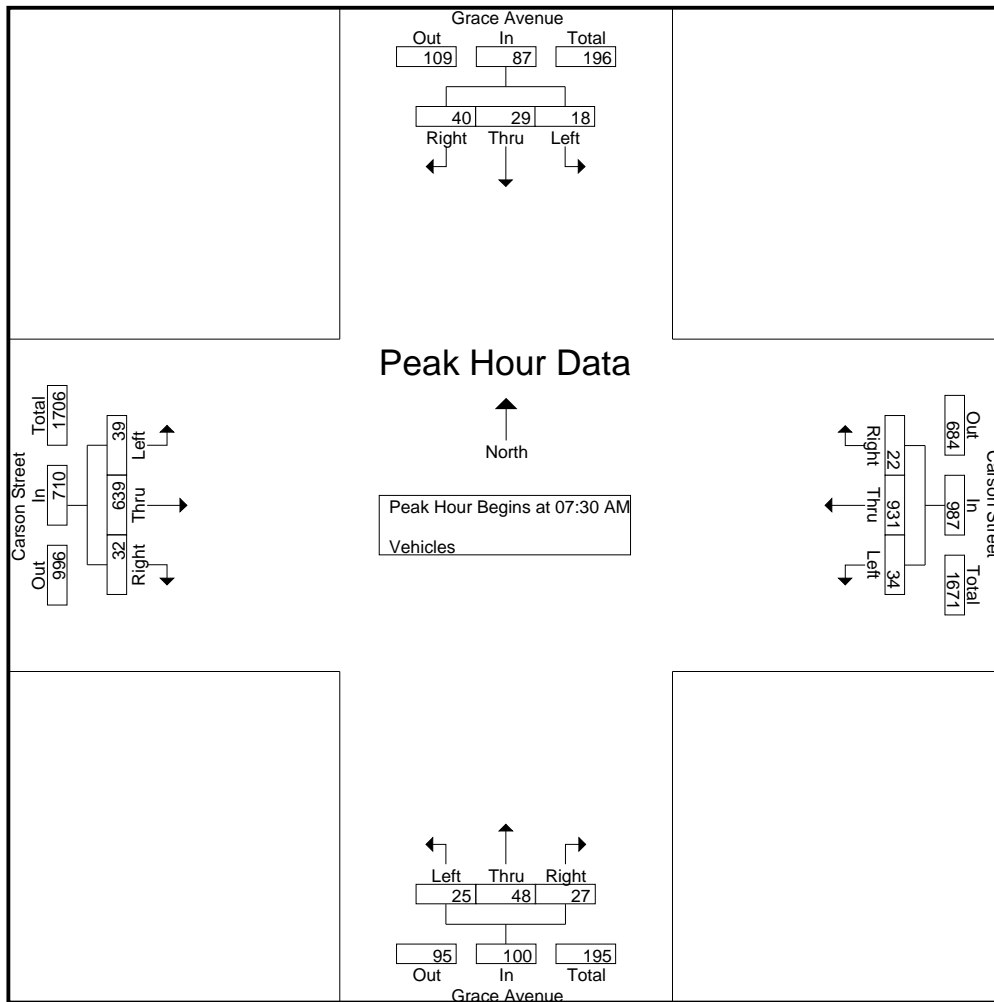 Grace Avenue
Out In Total
109 87 196
40 29 18
Right Thru Left
Peak Hour Data
North
Peak Hour Begins at 07:30 AM
Vehicles
Carson Street
Total In Out
1706 710 996
39 639 32
Left Thru Right
Right Thru Left
22 931 34
Out In Total
684 987 1671
Carson Street
Left Thru Right
25 48 27
95 100 195
Out In Total
Grace Avenue